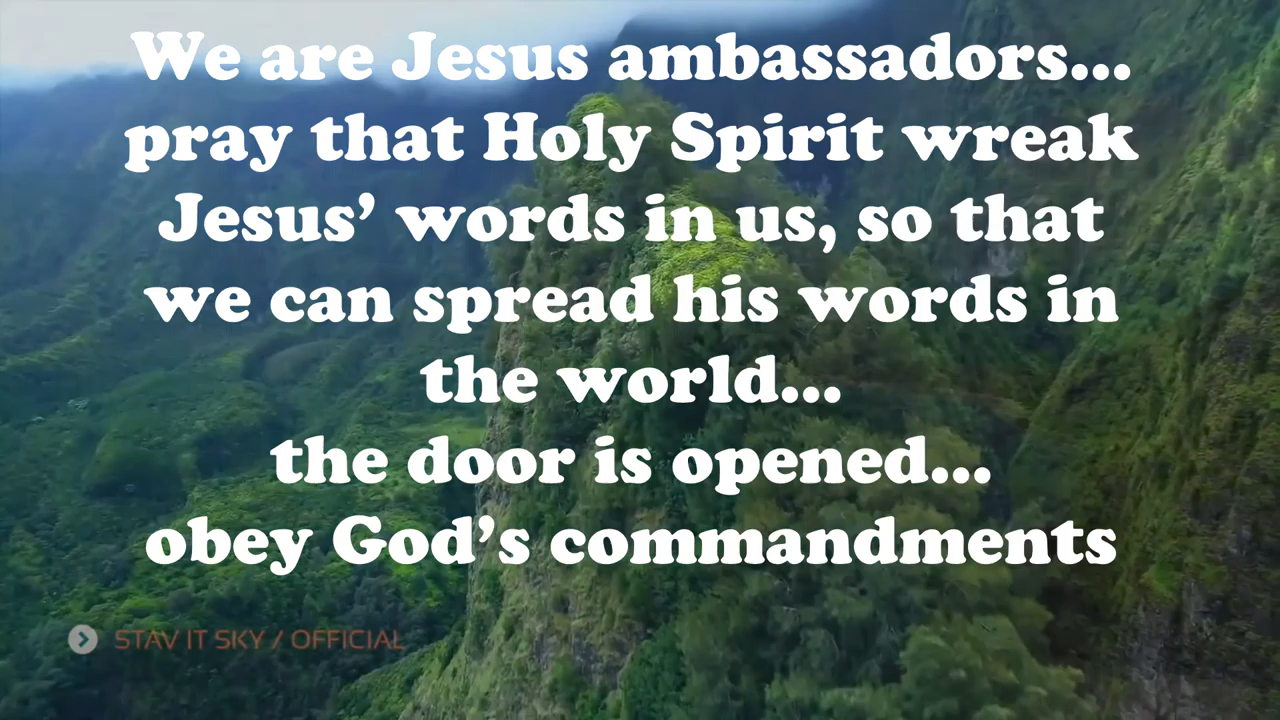 We are Jesus ambassadors...
pray that Holy Spirit wreak
Jesus’ words in us, so that
we can spread his words in
the world...
the door is opened...
obey God’s commandments
STAV IT SKY / OFFICIAL